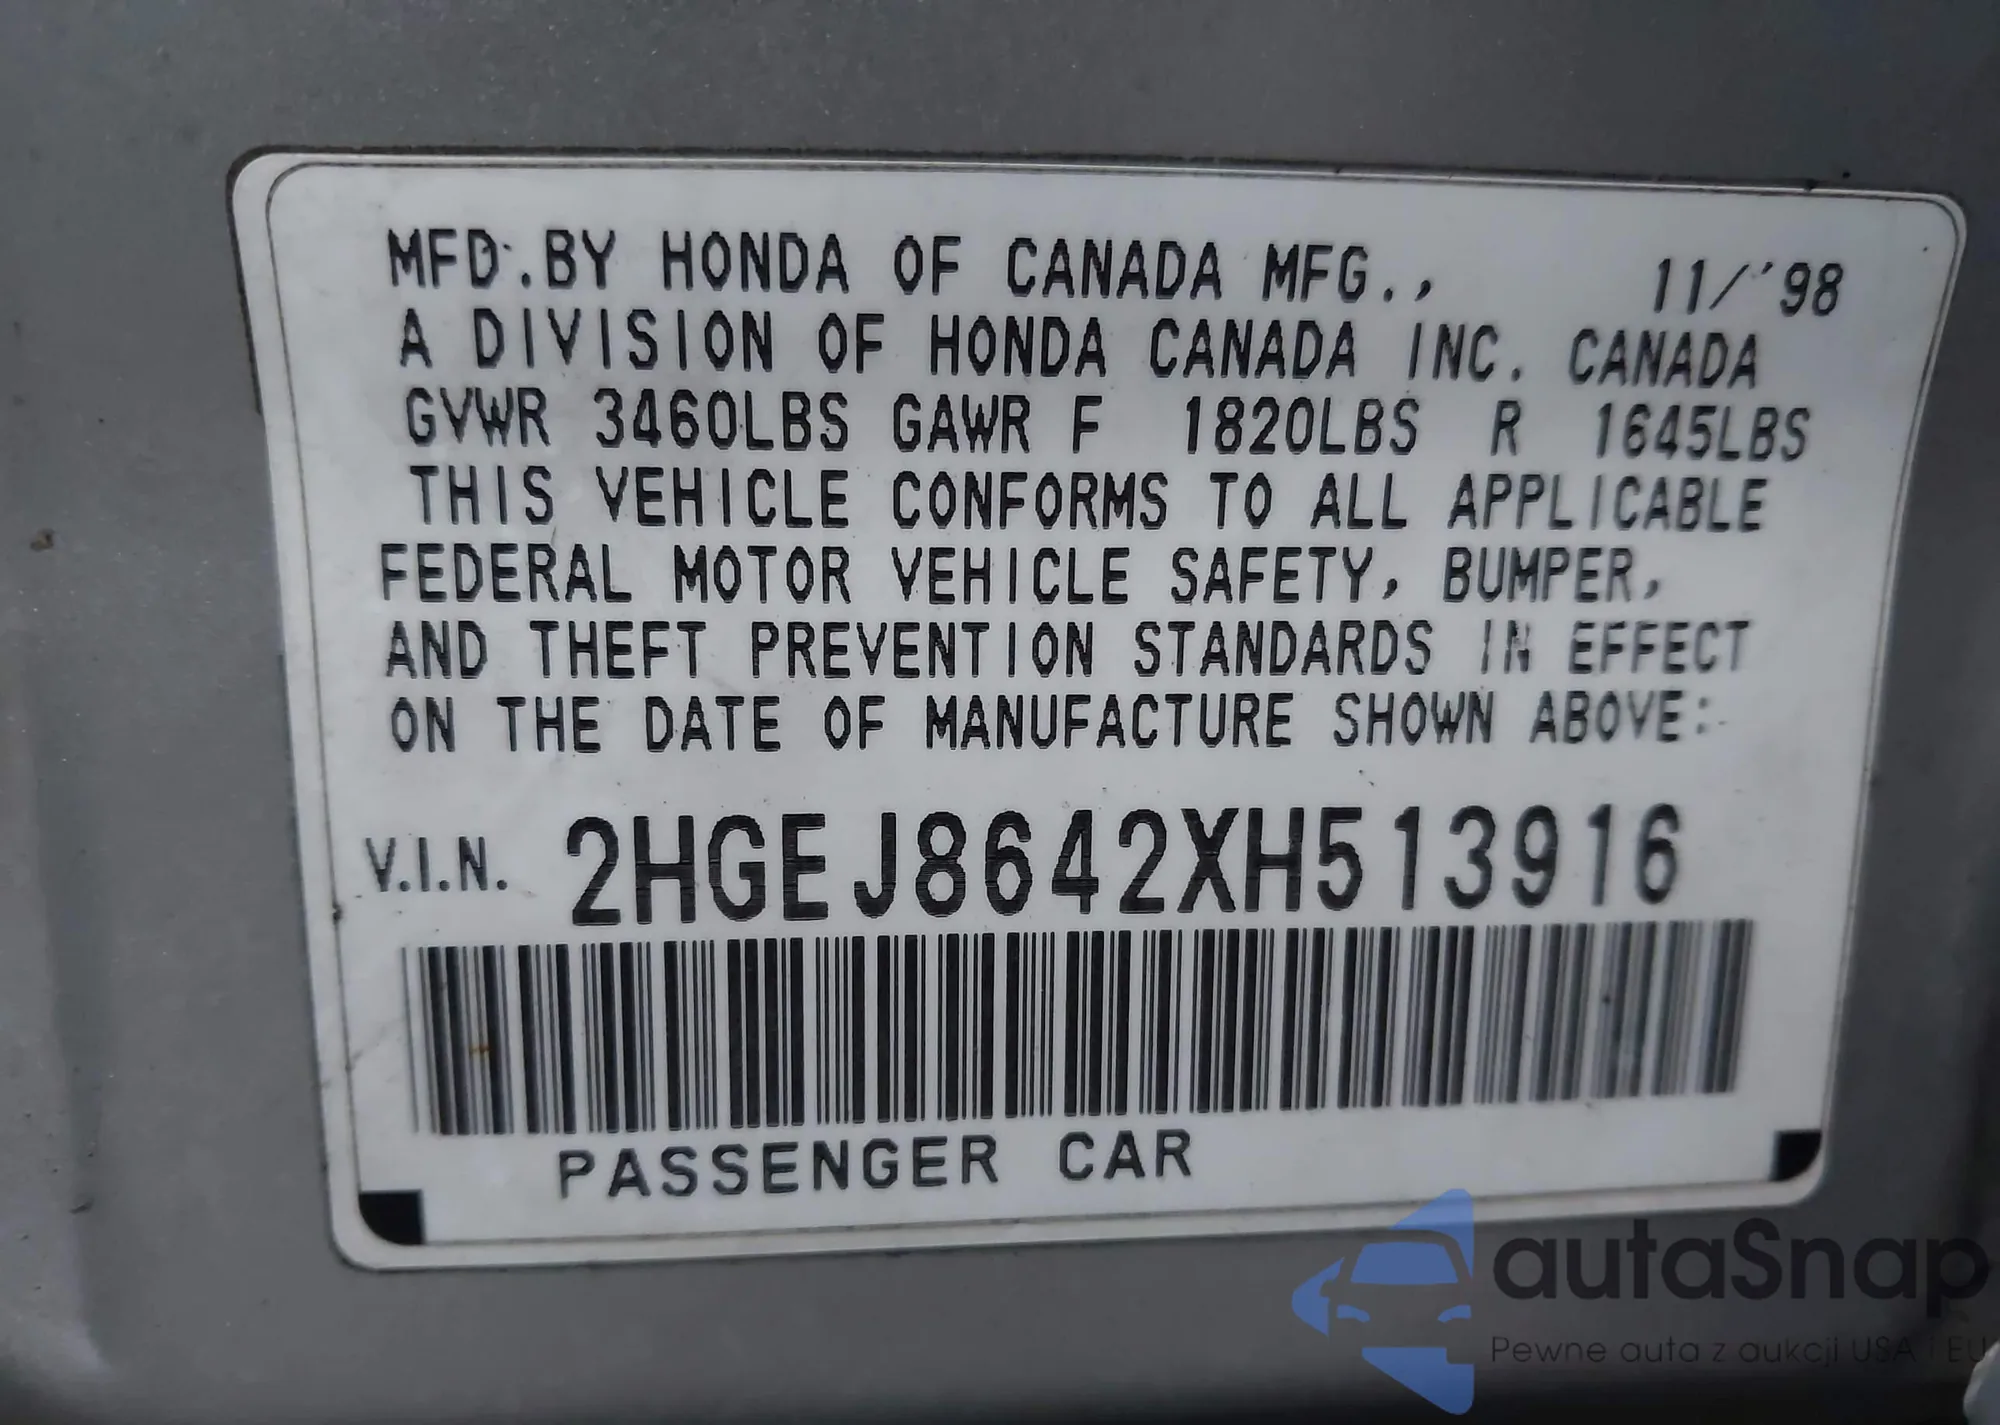 MFD.BY HONDA OF CANADA MFG., 11/'98
A DIVISION OF HONDA CANADA INC. CANADA
GVWR 3460LBS GAWR F 1820LBS R 1645LBS
THIS VEHICLE CONFORMS TO ALL APPLICABLE
FEDERAL MOTOR VEHICLE SAFETY, BUMPER,
AND THEFT PREVENTION STANDARDS IN EFFECT
ON THE DATE OF MANUFACTURE SHOWN ABOVE:
V.I.N. 2HGEJ8642XH513916
PASSENGER CAR
autaSnap
Pewne auta z aukcji USA i EU